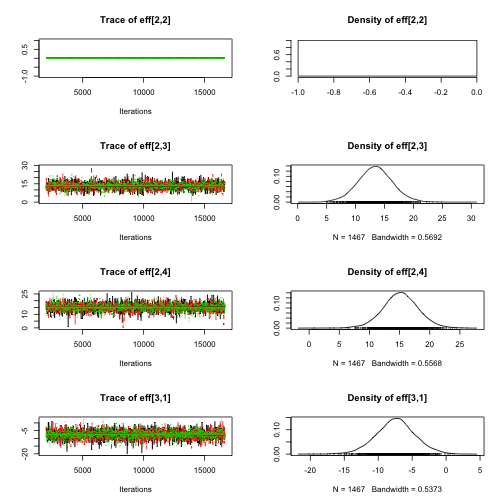 Trace of eff[2,2]
Density of eff[2,2]
-1.0 0.5
0.0 0.6
5000 10000 15000
-1.0 -0.8 -0.6 -0.4 -0.2 0.0
Iterations
Trace of eff[2,3]
Density of eff[2,3]
0 15 30
0.00 0.10
5000 10000 15000
0 5 10 15 20 25 30
Iterations
N = 1467 Bandwidth = 0.5692
Trace of eff[2,4]
Density of eff[2,4]
0 10 25
0.00 0.10
5000 10000 15000
0 5 10 15 20 25
Iterations
N = 1467 Bandwidth = 0.5568
Trace of eff[3,1]
Density of eff[3,1]
-20 -5
0.00 0.10
5000 10000 15000
-20 -15 -10 -5 0 5
Iterations
N = 1467 Bandwidth = 0.5373